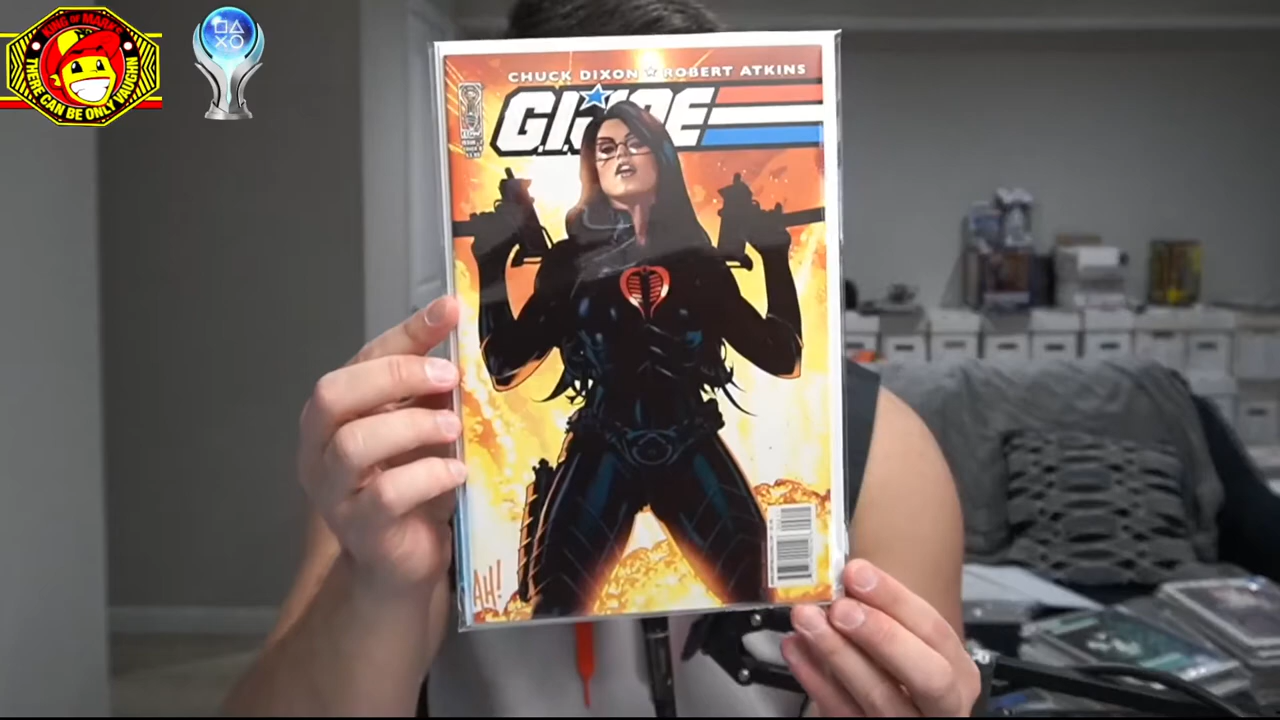 KING OF MARKS
THERE CAN BE ONLY VAUGHN
CHUCK DIXON ★ ROBERT ATKINS
G.I. JOE
AH!